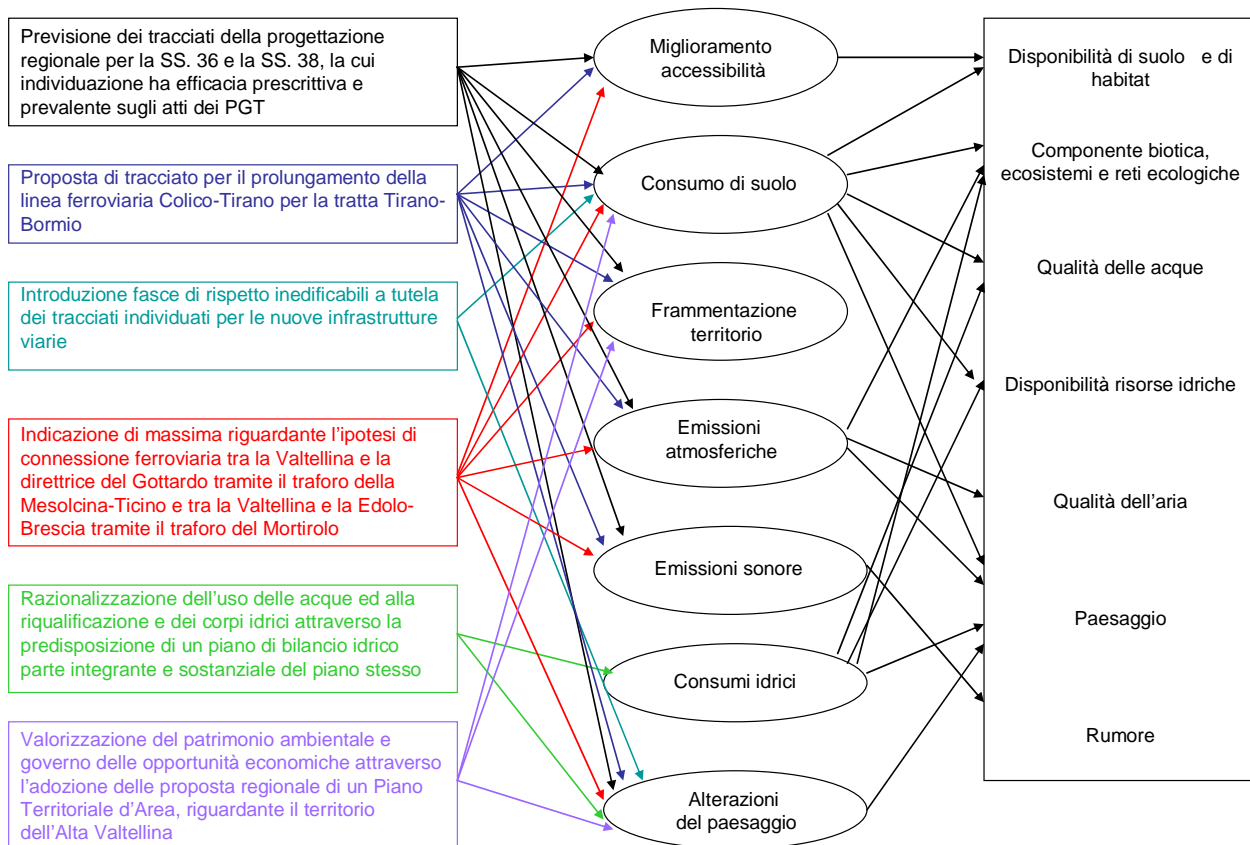 Previsione dei tracciati della progettazione
regionale per la SS. 36 e la SS. 38, la cui
individuazione ha efficacia prescrittiva e
prevalente sugli atti dei PGT
Proposta di tracciato per il prolungamento della
linea ferroviaria Colico-Tirano per la tratta Tirano-
Bormio
Introduzione fasce di rispetto inedificabili a tutela
dei tracciati individuati per le nuove infrastrutture
viarie
Indicazione di massima riguardante l'ipotesi di
connessione ferroviaria tra la Valtellina e la
direttrice del Gottardo tramite il traforo della
Mesolcina-Ticino e tra la Valtellina e la Edolo-
Brescia tramite il traforo del Mortirolo
Razionalizzazione dell'uso delle acque ed alla
riqualificazione e dei corpi idrici attraverso la
predisposizione di un piano di bilancio idrico
parte integrante e sostanziale del piano stesso
Valorizzazione del patrimonio ambientale e
governo delle opportunità economiche attraverso
l'adozione delle proposta regionale di un Piano
Territoriale d'Area, riguardante il territorio
dell'Alta Valtellina
Miglioramento
accessibilità
Consumo di suolo
Frammentazione
territorio
Emissioni
atmosferiche
Emissioni sonore
Consumi idrici
Alterazioni
del paesaggio
Disponibilità di suolo e di
habitat
Componente biotica,
ecosistemi e reti ecologiche
Qualità delle acque
Disponibilità risorse idriche
Qualità dell'aria
Paesaggio
Rumore